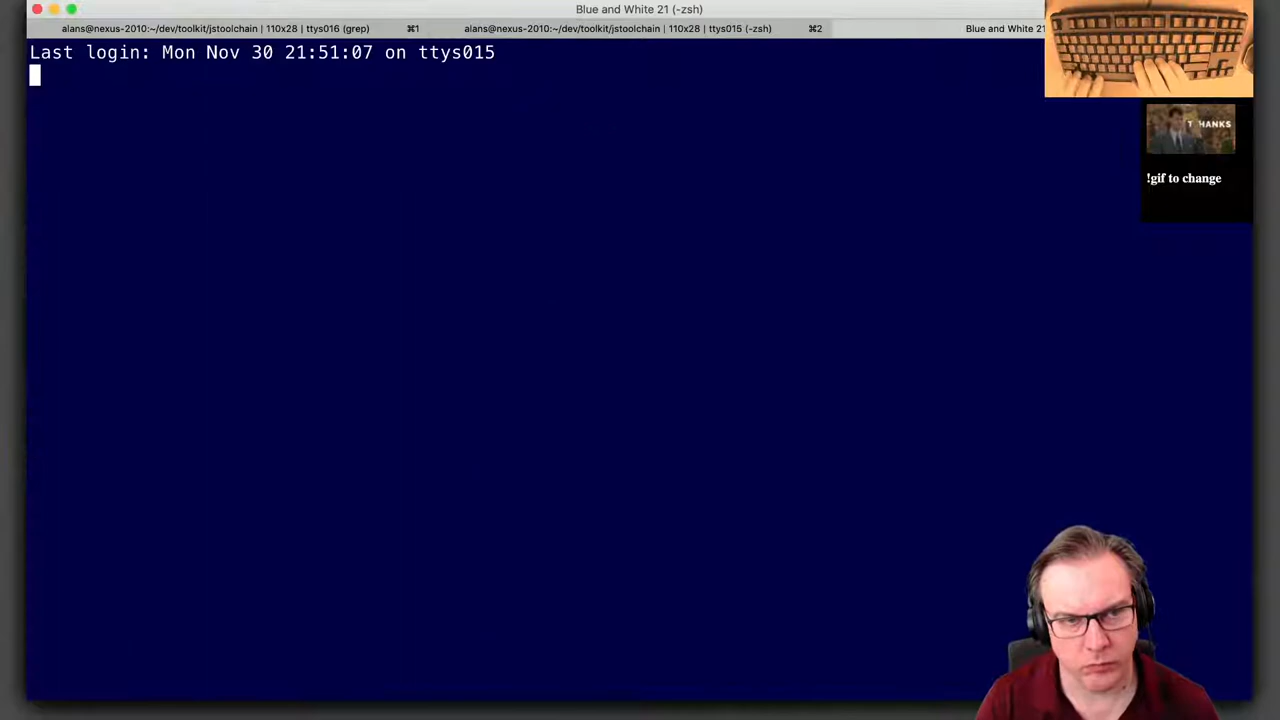 Blue and White 21 (-zsh)
alans@nexus-2010:~/dev/toolkit/jstoolchain | 110x28 | ttys016 (grep) ⌘1 alans@nexus-2010:~/dev/toolkit/jstoolchain | 110x28 | ttys015 (-zsh) ⌘2 Blue and White 21
Last login: Mon Nov 30 21:51:07 on ttys015
T HANKS
!gif to change